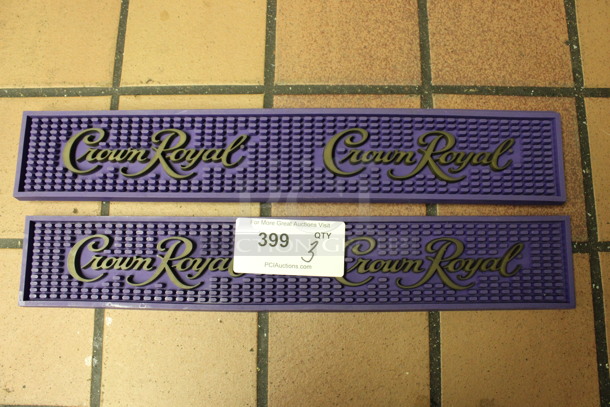 Crown Royal Crown Royal
Crown Royal Crown Royal
For More Great Auctions Visit
399 QTY 3
PCIAuctions.com